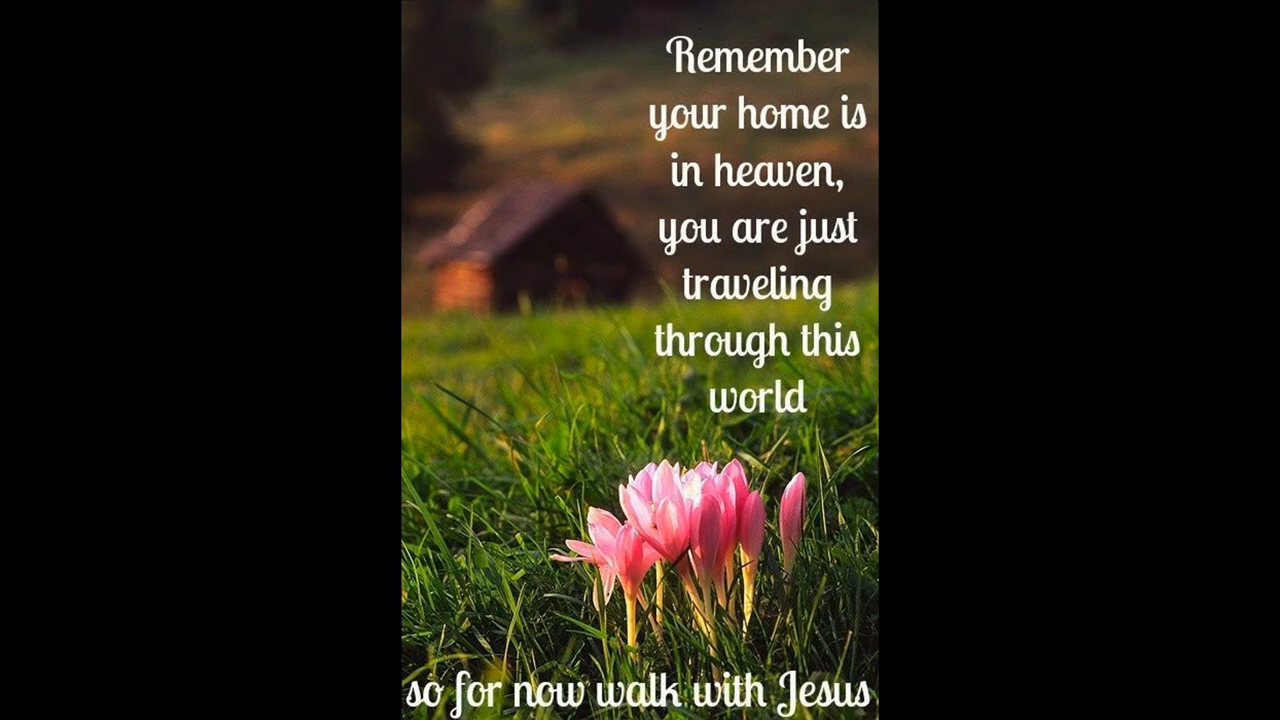 Remember
your home is
in heaven,
you are just
traveling
through this
world
so for now walk with Jesus